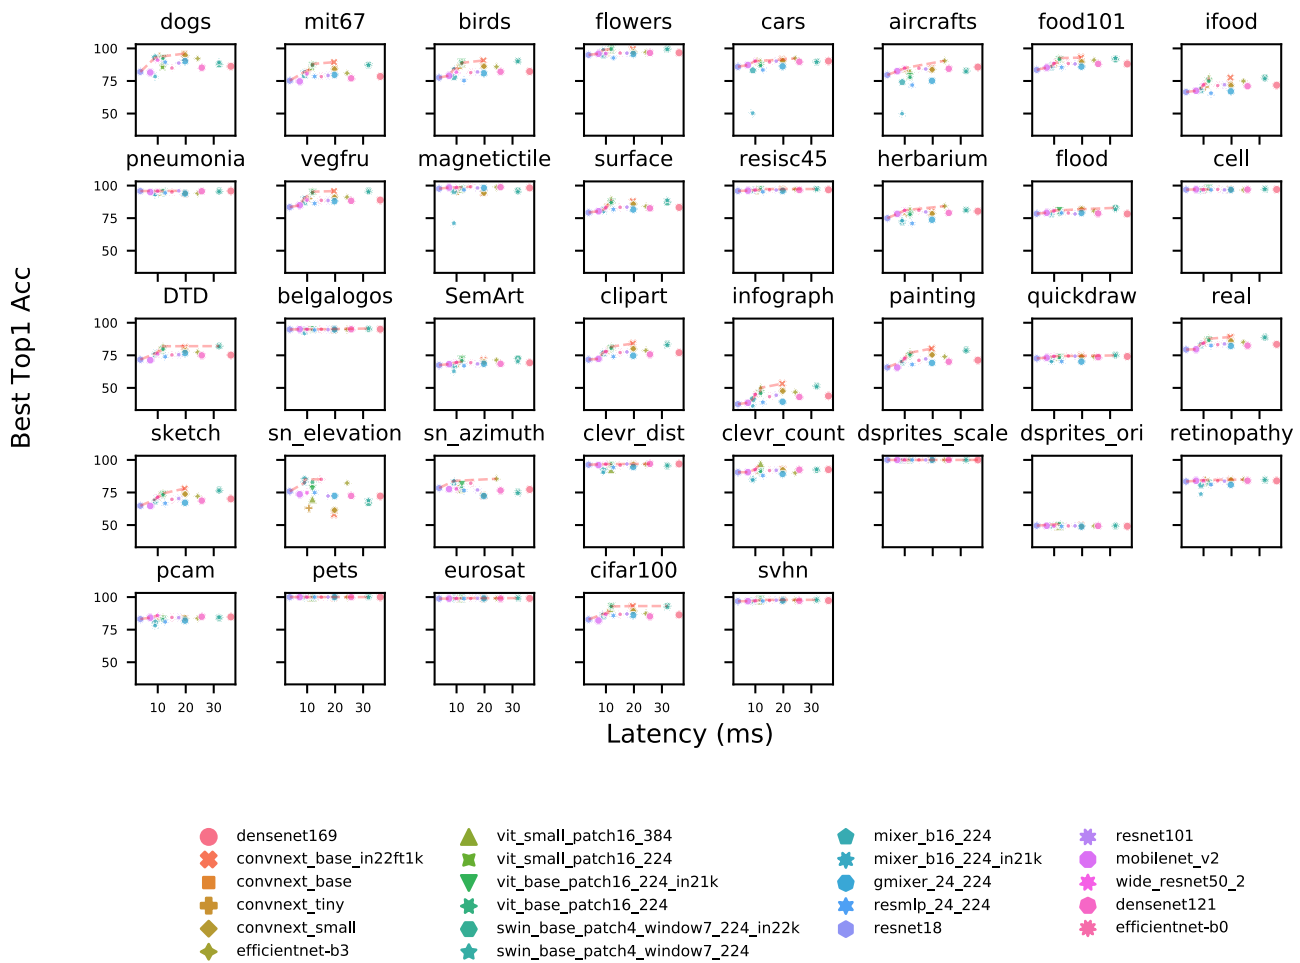 dogs mit67 birds flowers cars aircrafts food101 ifood
100
75
50
pneumonia vegfru magnetictile surface resisc45 herbarium flood cell
100
75
50
DTD belgalogos SemArt clipart infograph painting quickdraw real
100
75
50
sketch sn_elevation sn_azimuth clevr_dist clevr_count dsprites_scale dsprites_ori retinopathy
100
75
50
pcam pets eurosat cifar100 svhn
100
75
50
10 20 30 10 20 30 10 20 30 10 20 30 10 20 30
Best Top1 Acc
Latency (ms)
densenet169
convnext_base_in22ft1k
convnext_base
convnext_tiny
convnext_small
efficientnet-b3
vit_small_patch16_384
vit_small_patch16_224
vit_base_patch16_224_in21k
vit_base_patch16_224
swin_base_patch4_window7_224_in22k
swin_base_patch4_window7_224
mixer_b16_224
mixer_b16_224_in21k
gmixer_24_224
resmlp_24_224
resnet18
resnet101
mobilenet_v2
wide_resnet50_2
densenet121
efficientnet-b0